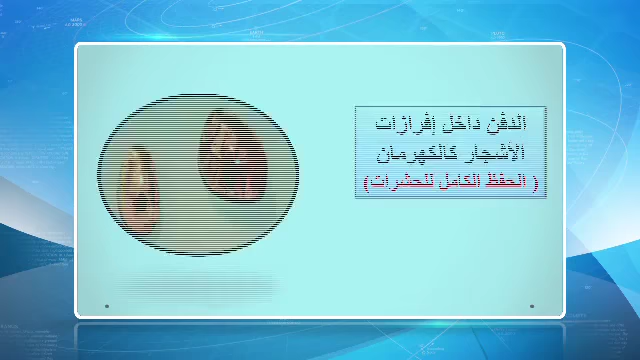 الدفن داخل إفرازات
الأشجار كالكهرمان
( الحفظ الكامل للحشرات)